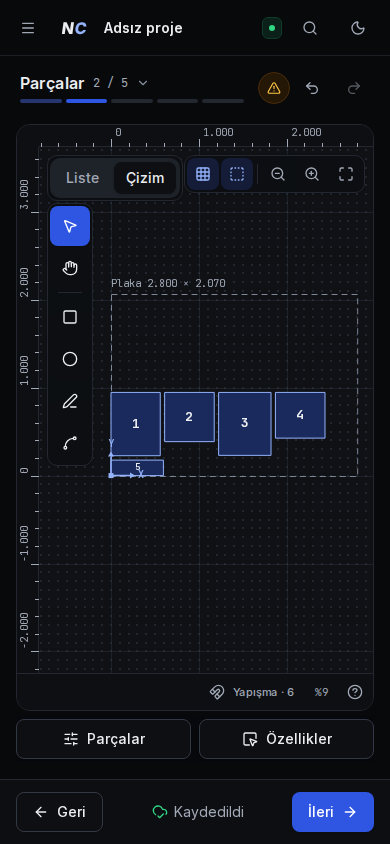 NC Adsız proje
Parçalar 2 / 5
0 1.000 2.000
Liste Çizim
3.000
2.000
Plaka 2.800 × 2.070
1.000
1 2 3 4
Y
5
0
X
-1.000
-2.000
Yapışma · 6 %9
Parçalar Özellikler
Geri Kaydedildi İleri